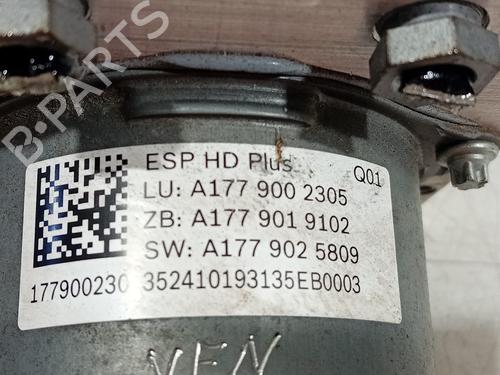 B-PARTS
ESP HD Plus
Q01
LU: A177 900 2305
ZB: A177 901 9102
SW: A177 902 5809
177900230 352410193135EB0003
VEN